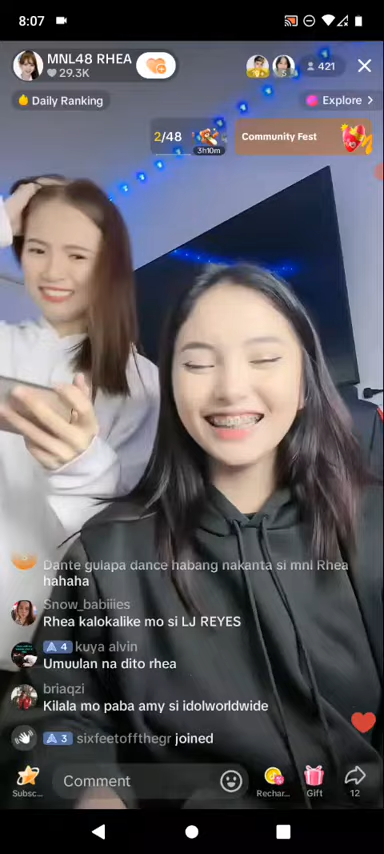 8:07
MNL48 RHEA
29.3K
421
Daily Ranking
Explore >
2/48
3h10m
Community Fest
Dante gulapa dance habang nakanta si mnl Rhea
hahaha
Snow_babiiies
Rhea kalokalike mo si LJ REYES
4 kuya alvin
Umuulan na dito rhea
briaqzi
Kilala mo paba amy si idolworldwide
3 sixfeetoffthegr joined
Comment
Subsc...
Rechar...
Gift
12